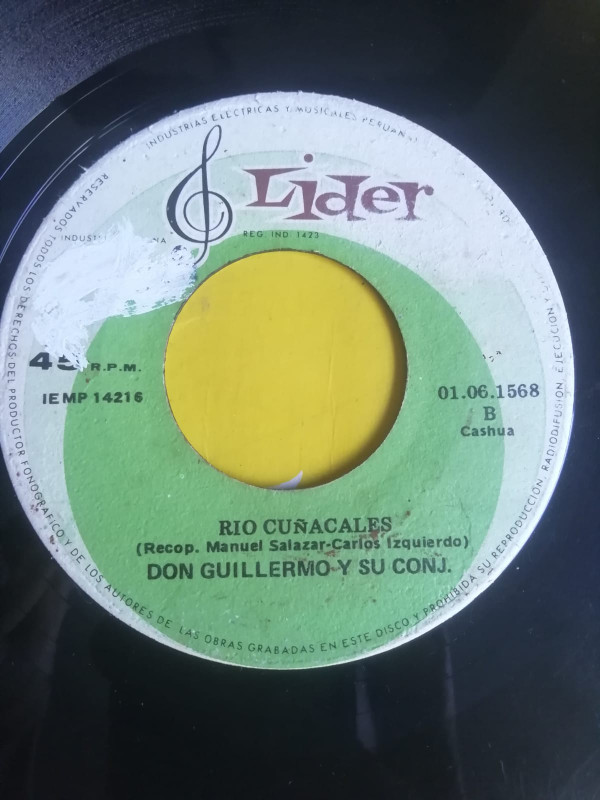 INDUSTRIAS ELECTRICAS Y MUSICALES PERUANA
Lider
REG. IND. 1423
45 R.P.M.
IEMP 14216
01.06.1568
B
Cashua
RIO CUÑACALES
(Recop. Manuel Salazar-Carlos Izquierdo)
DON GUILLERMO Y SU CONJ.
RESERVADOS TODOS LOS DERECHOS DEL PRODUCTOR FONOGRAFICO Y DE LOS AUTORES DE LAS OBRAS GRABADAS EN ESTE DISCO Y PROHIBIDA SU REPRODUCCION, RADIODIFUSION, EJECUCION